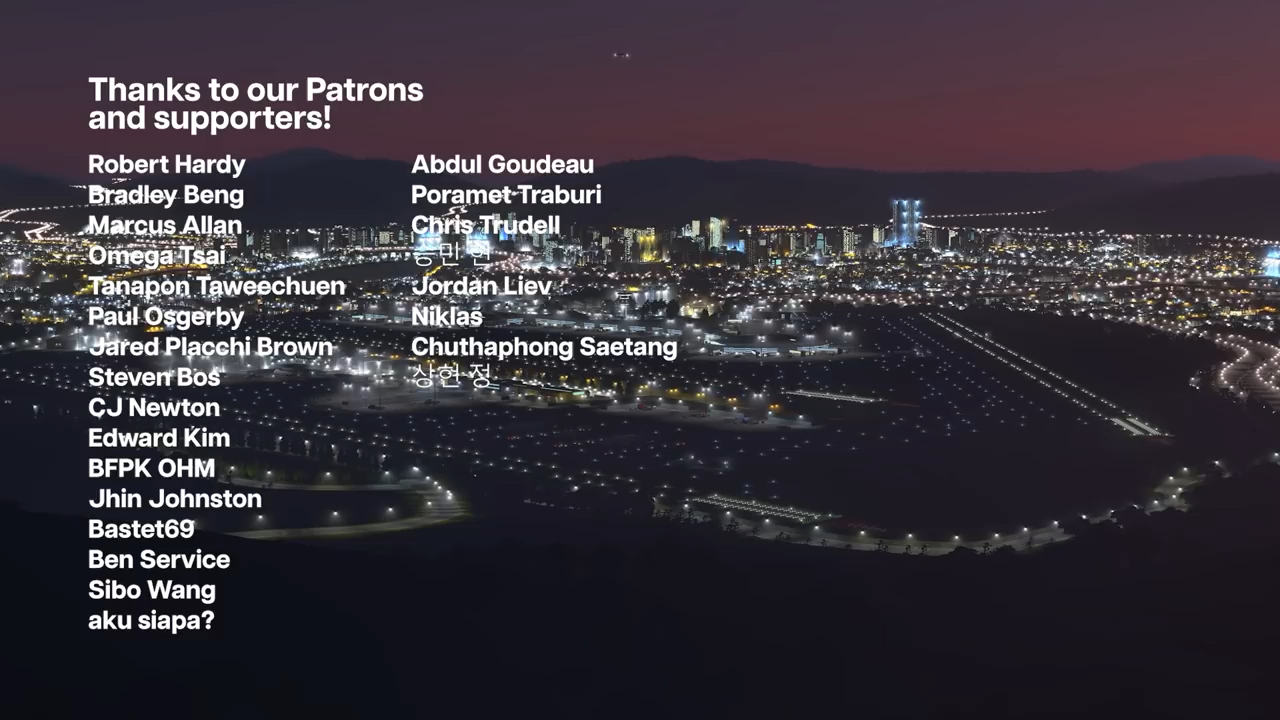 Thanks to our Patrons
and supporters!
Robert Hardy
Bradley Beng
Marcus Allan
Omega Tsai
Tanapon Taweechuen
Paul Osgerby
Jared Placchi Brown
Steven Bos
CJ Newton
Edward Kim
BFPK OHM
Jhin Johnston
Bastet69
Ben Service
Sibo Wang
aku siapa?
Abdul Goudeau
Poramet Traburi
Chris Trudell
Jordan Liev
Niklas
Chuthaphong Saetang
상현 정